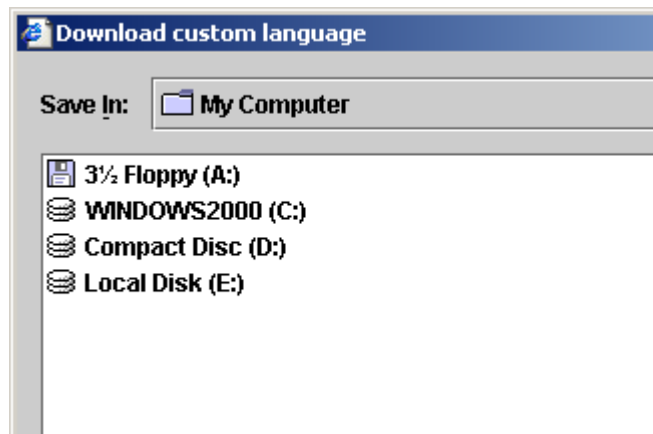 Download custom language
Save In: My Computer
3½ Floppy (A:)
WINDOWS2000 (C:)
Compact Disc (D:)
Local Disk (E:)